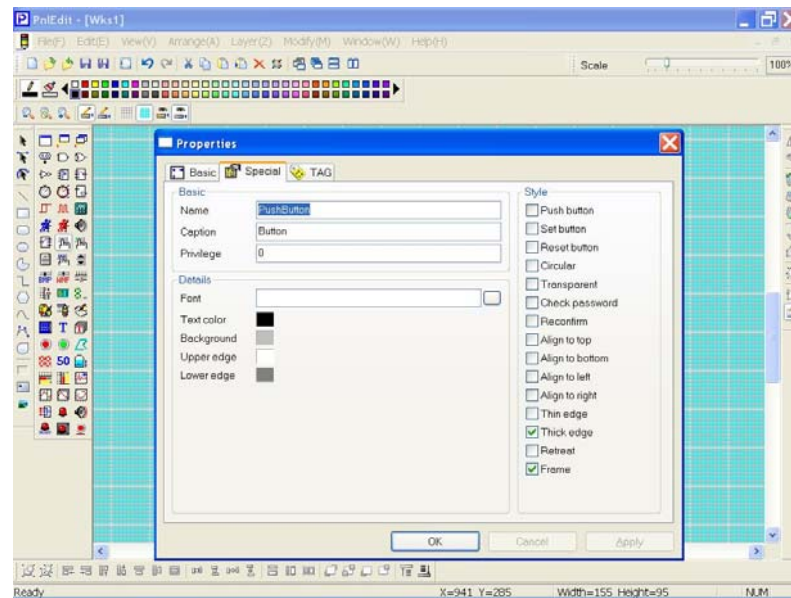 PnlEdit - [Wks1]
File(F) Edit(E) View(V) Arrange(A) Layer(Z) Modify(M) Window(W) Help(H)
Scale 100%
Properties
Basic Special TAG
Basic
Name PushButton
Caption Button
Privilege 0
Details
Font
Text color
Background
Upper edge
Lower edge
Style
Push button
Set button
Reset button
Circular
Transparent
Check password
Reconfirm
Align to top
Align to bottom
Align to left
Align to right
Thin edge
Thick edge
Retreat
Frame
OK Cancel Apply
T
50
Ready X=941 Y=285 Width=155 Height=95 NUM